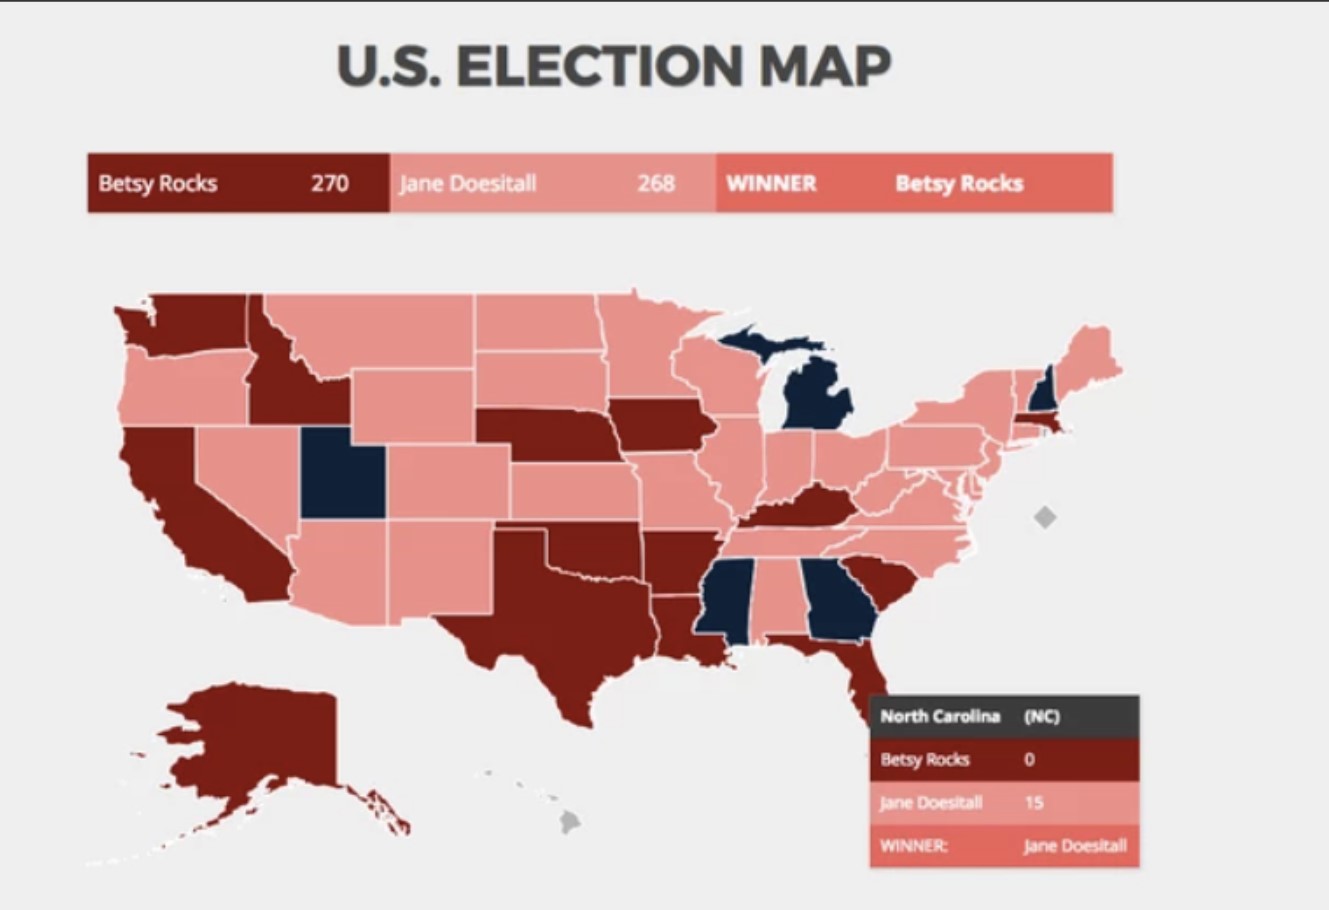 U.S. ELECTION MAP
Betsy Rocks 270 Jane Doesitall 268 WINNER Betsy Rocks
North Carolina (NC)
Betsy Rocks 0
Jane Doesitall 15
WINNER: Jane Doesitall